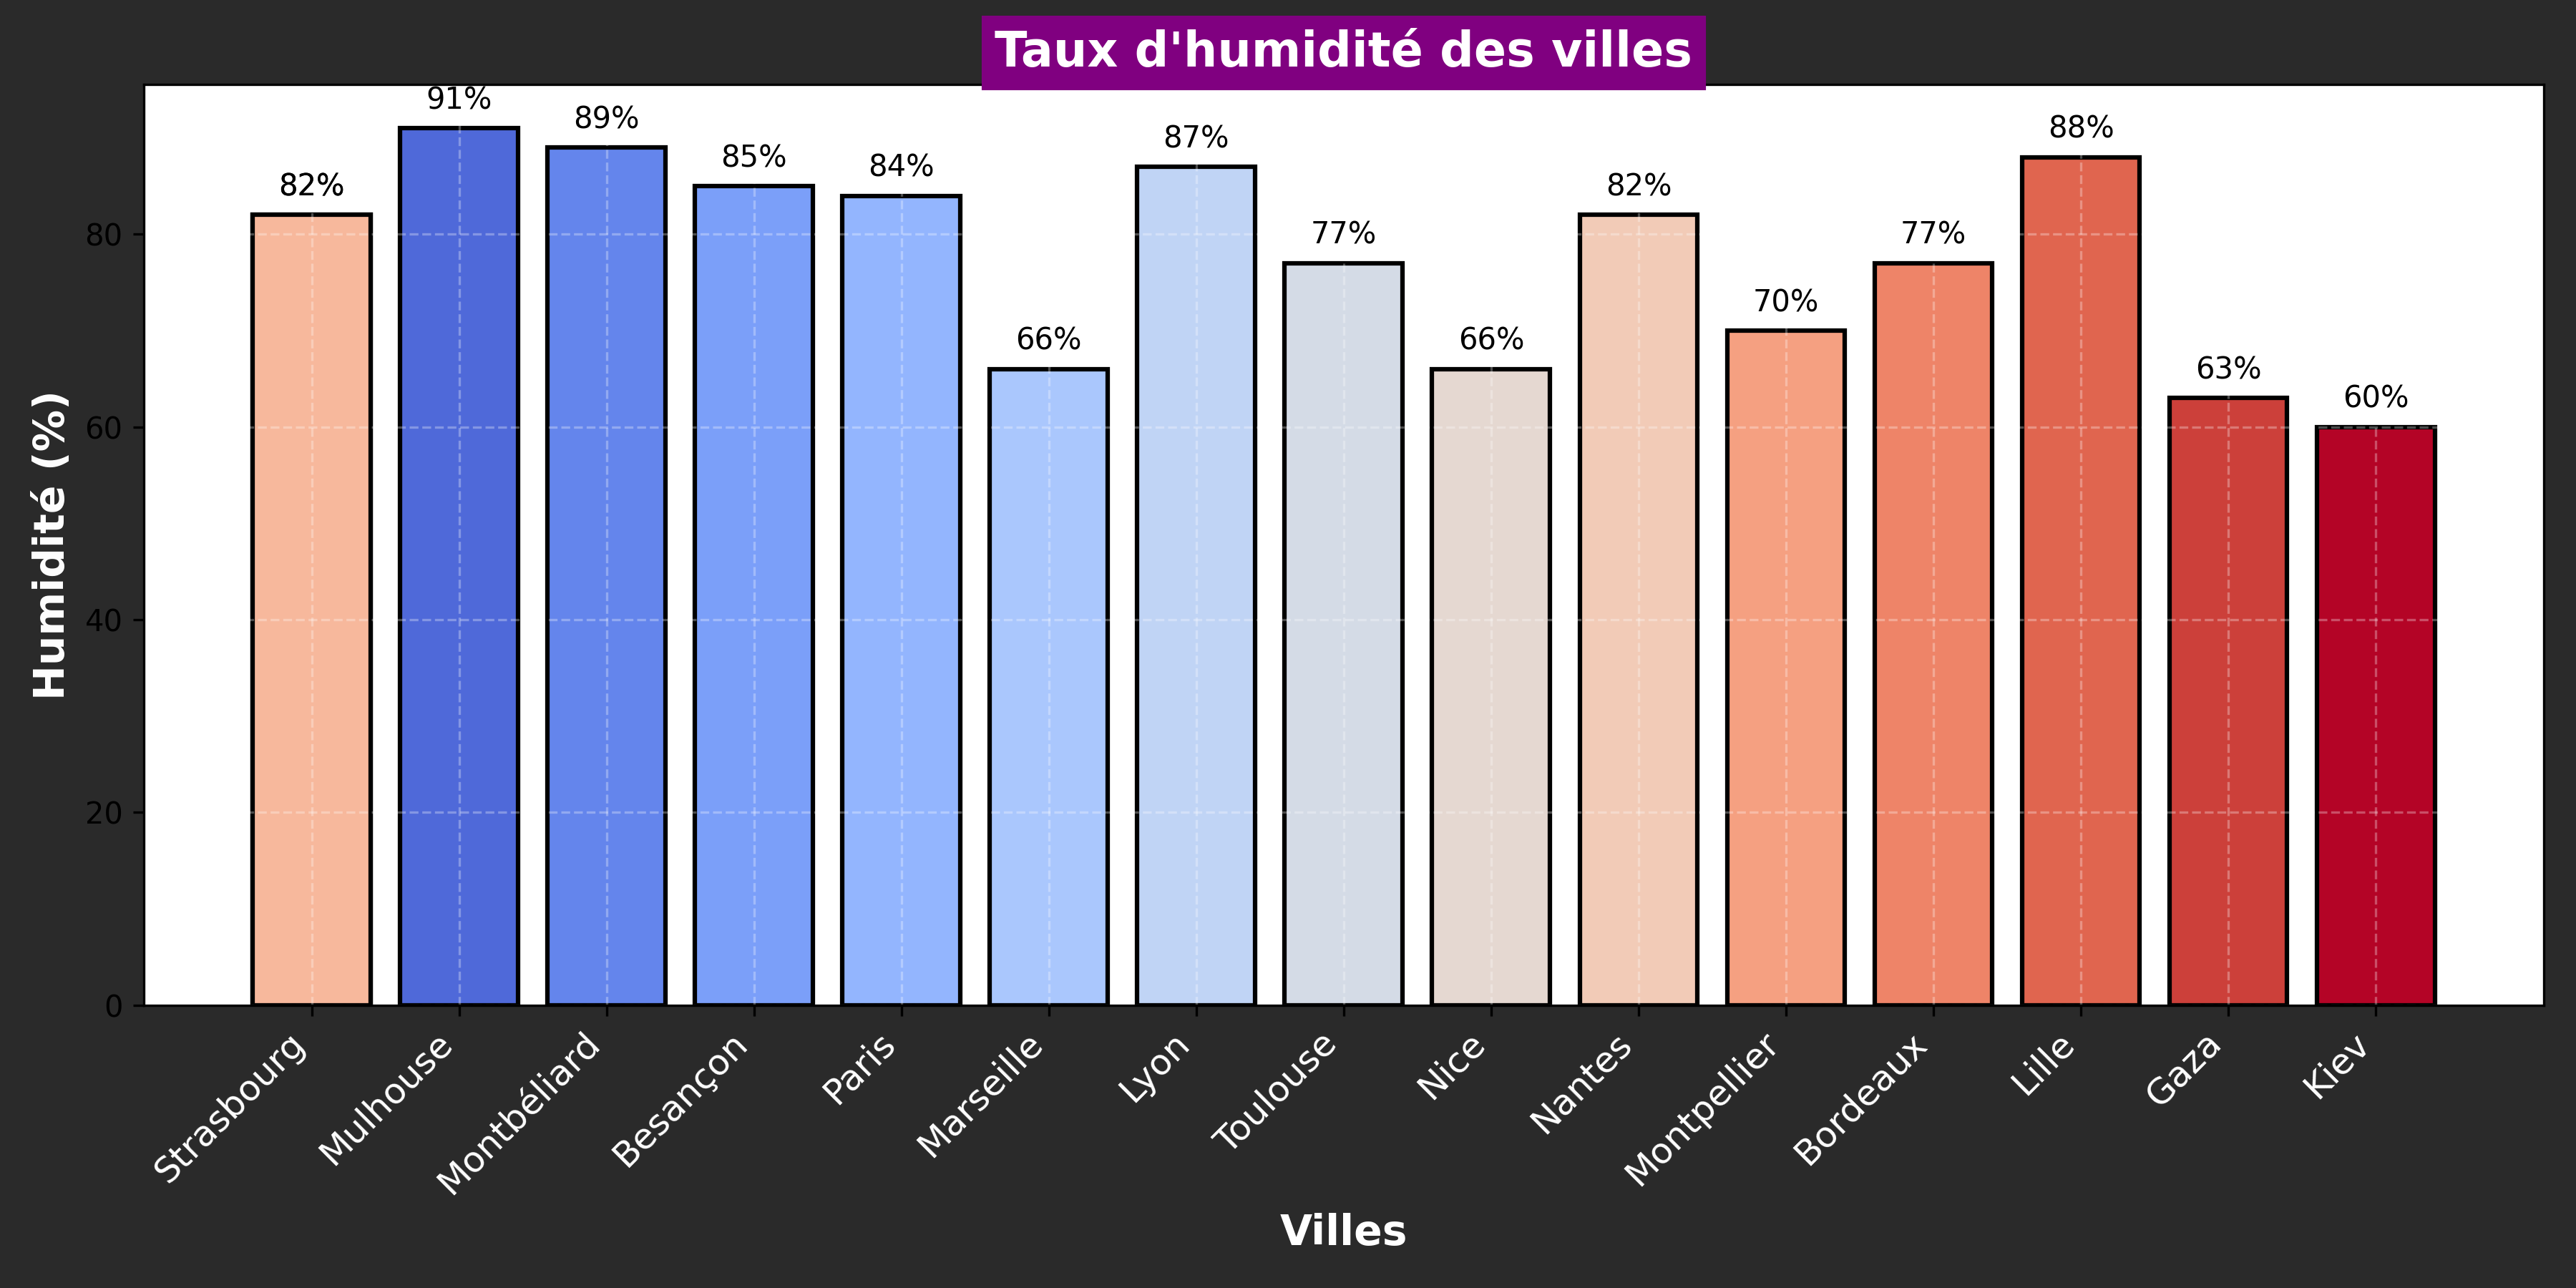 Taux d'humidité des villes
91%
89%
88%
87%
85%
84%
82%
82%
77%
77%
70%
66%
66%
63%
60%
80
60
40
20
0
Humidité (%)
Strasbourg
Mulhouse
Montbéliard
Besançon
Paris
Marseille
Lyon
Toulouse
Nice
Nantes
Montpellier
Bordeaux
Lille
Gaza
Kiev
Villes